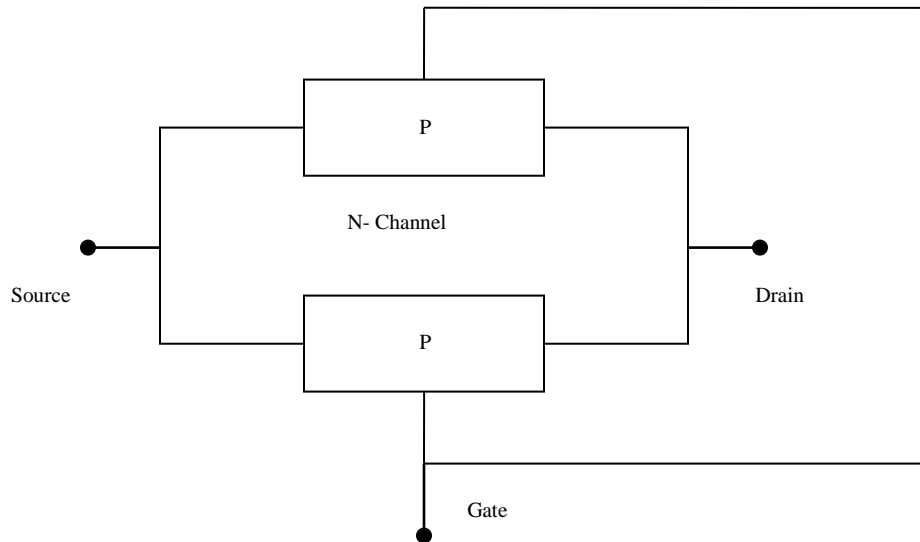 P
N- Channel
Source
Drain
P
Gate